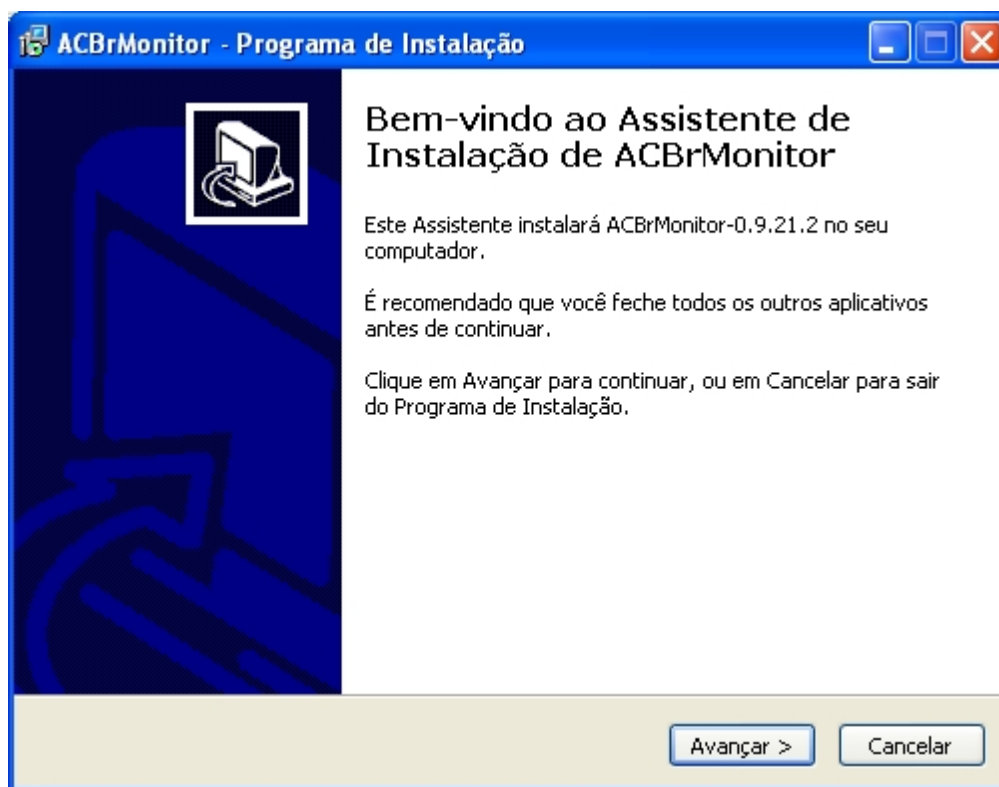 ACBrMonitor - Programa de Instalação
Bem-vindo ao Assistente de
Instalação de ACBrMonitor
Este Assistente instalará ACBrMonitor-0.9.21.2 no seu
computador.
É recomendado que você feche todos os outros aplicativos
antes de continuar.
Clique em Avançar para continuar, ou em Cancelar para sair
do Programa de Instalação.
Avançar >
Cancelar